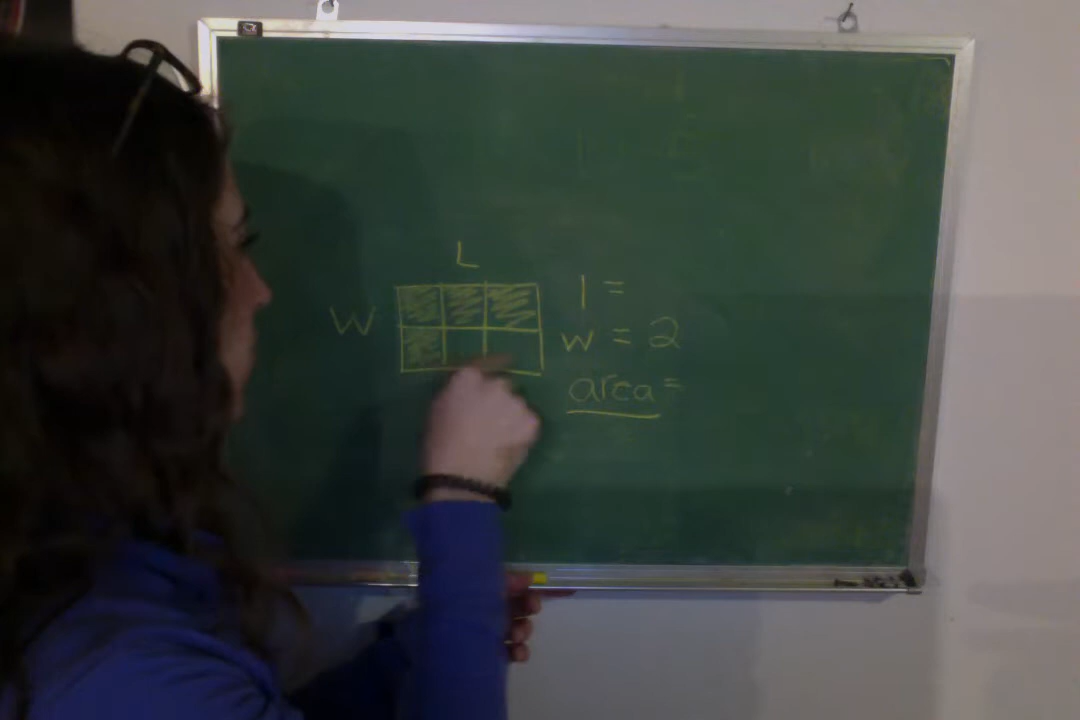 L
W
l =
w = 2
area =